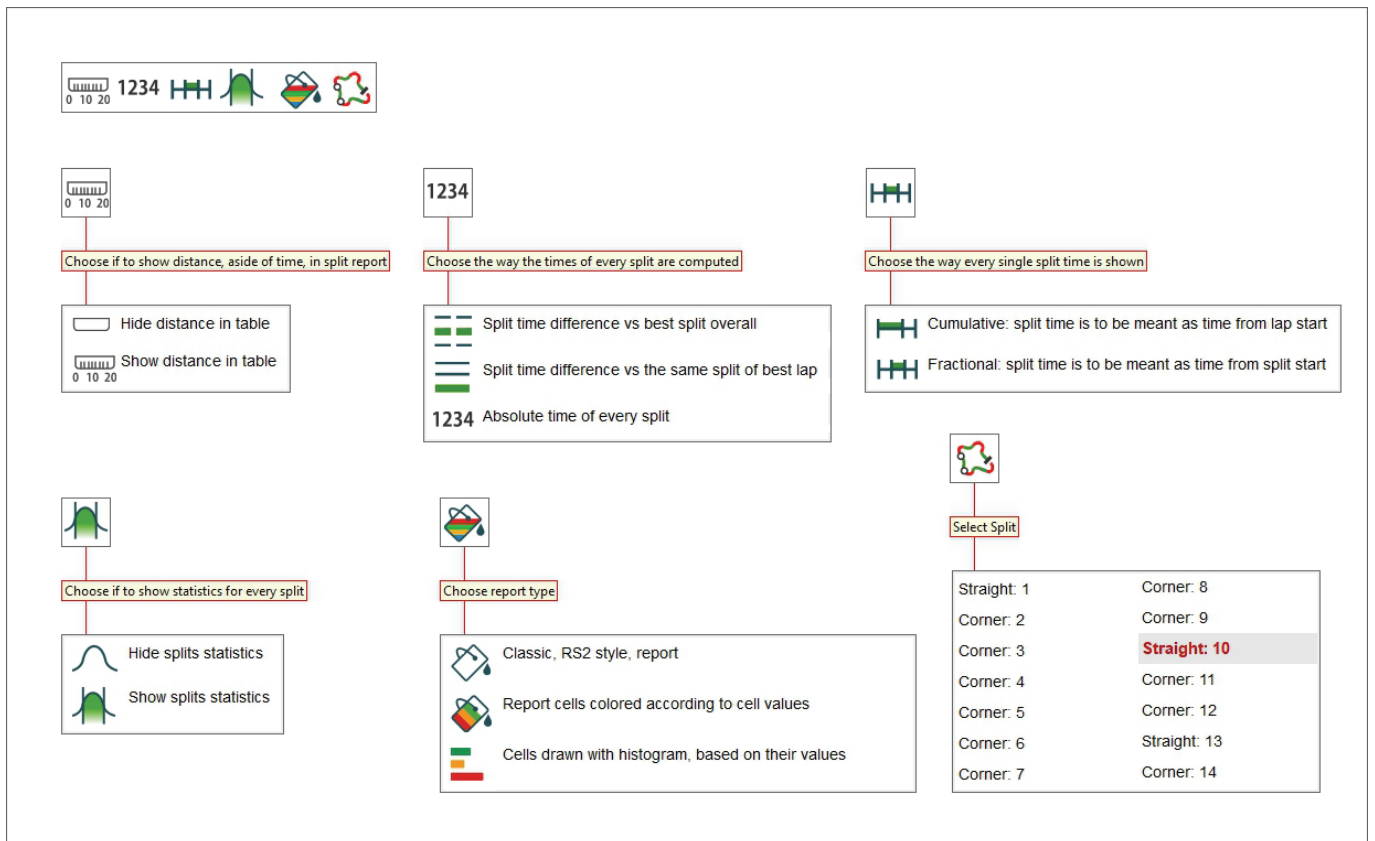 0 10 20 1234
0 10 20
1234
Choose if to show distance, aside of time, in split report
Choose the way the times of every split are computed
Choose the way every single split time is shown
Hide distance in table
Show distance in table
0 10 20
Split time difference vs best split overall
Split time difference vs the same split of best lap
1234 Absolute time of every split
Cumulative: split time is to be meant as time from lap start
Fractional: split time is to be meant as time from split start
Choose if to show statistics for every split
Hide splits statistics
Show splits statistics
Choose report type
Classic, RS2 style, report
Report cells colored according to cell values
Cells drawn with histogram, based on their values
Select Split
Straight: 1
Corner: 2
Corner: 3
Corner: 4
Corner: 5
Corner: 6
Corner: 7
Corner: 8
Corner: 9
Straight: 10
Corner: 11
Corner: 12
Straight: 13
Corner: 14